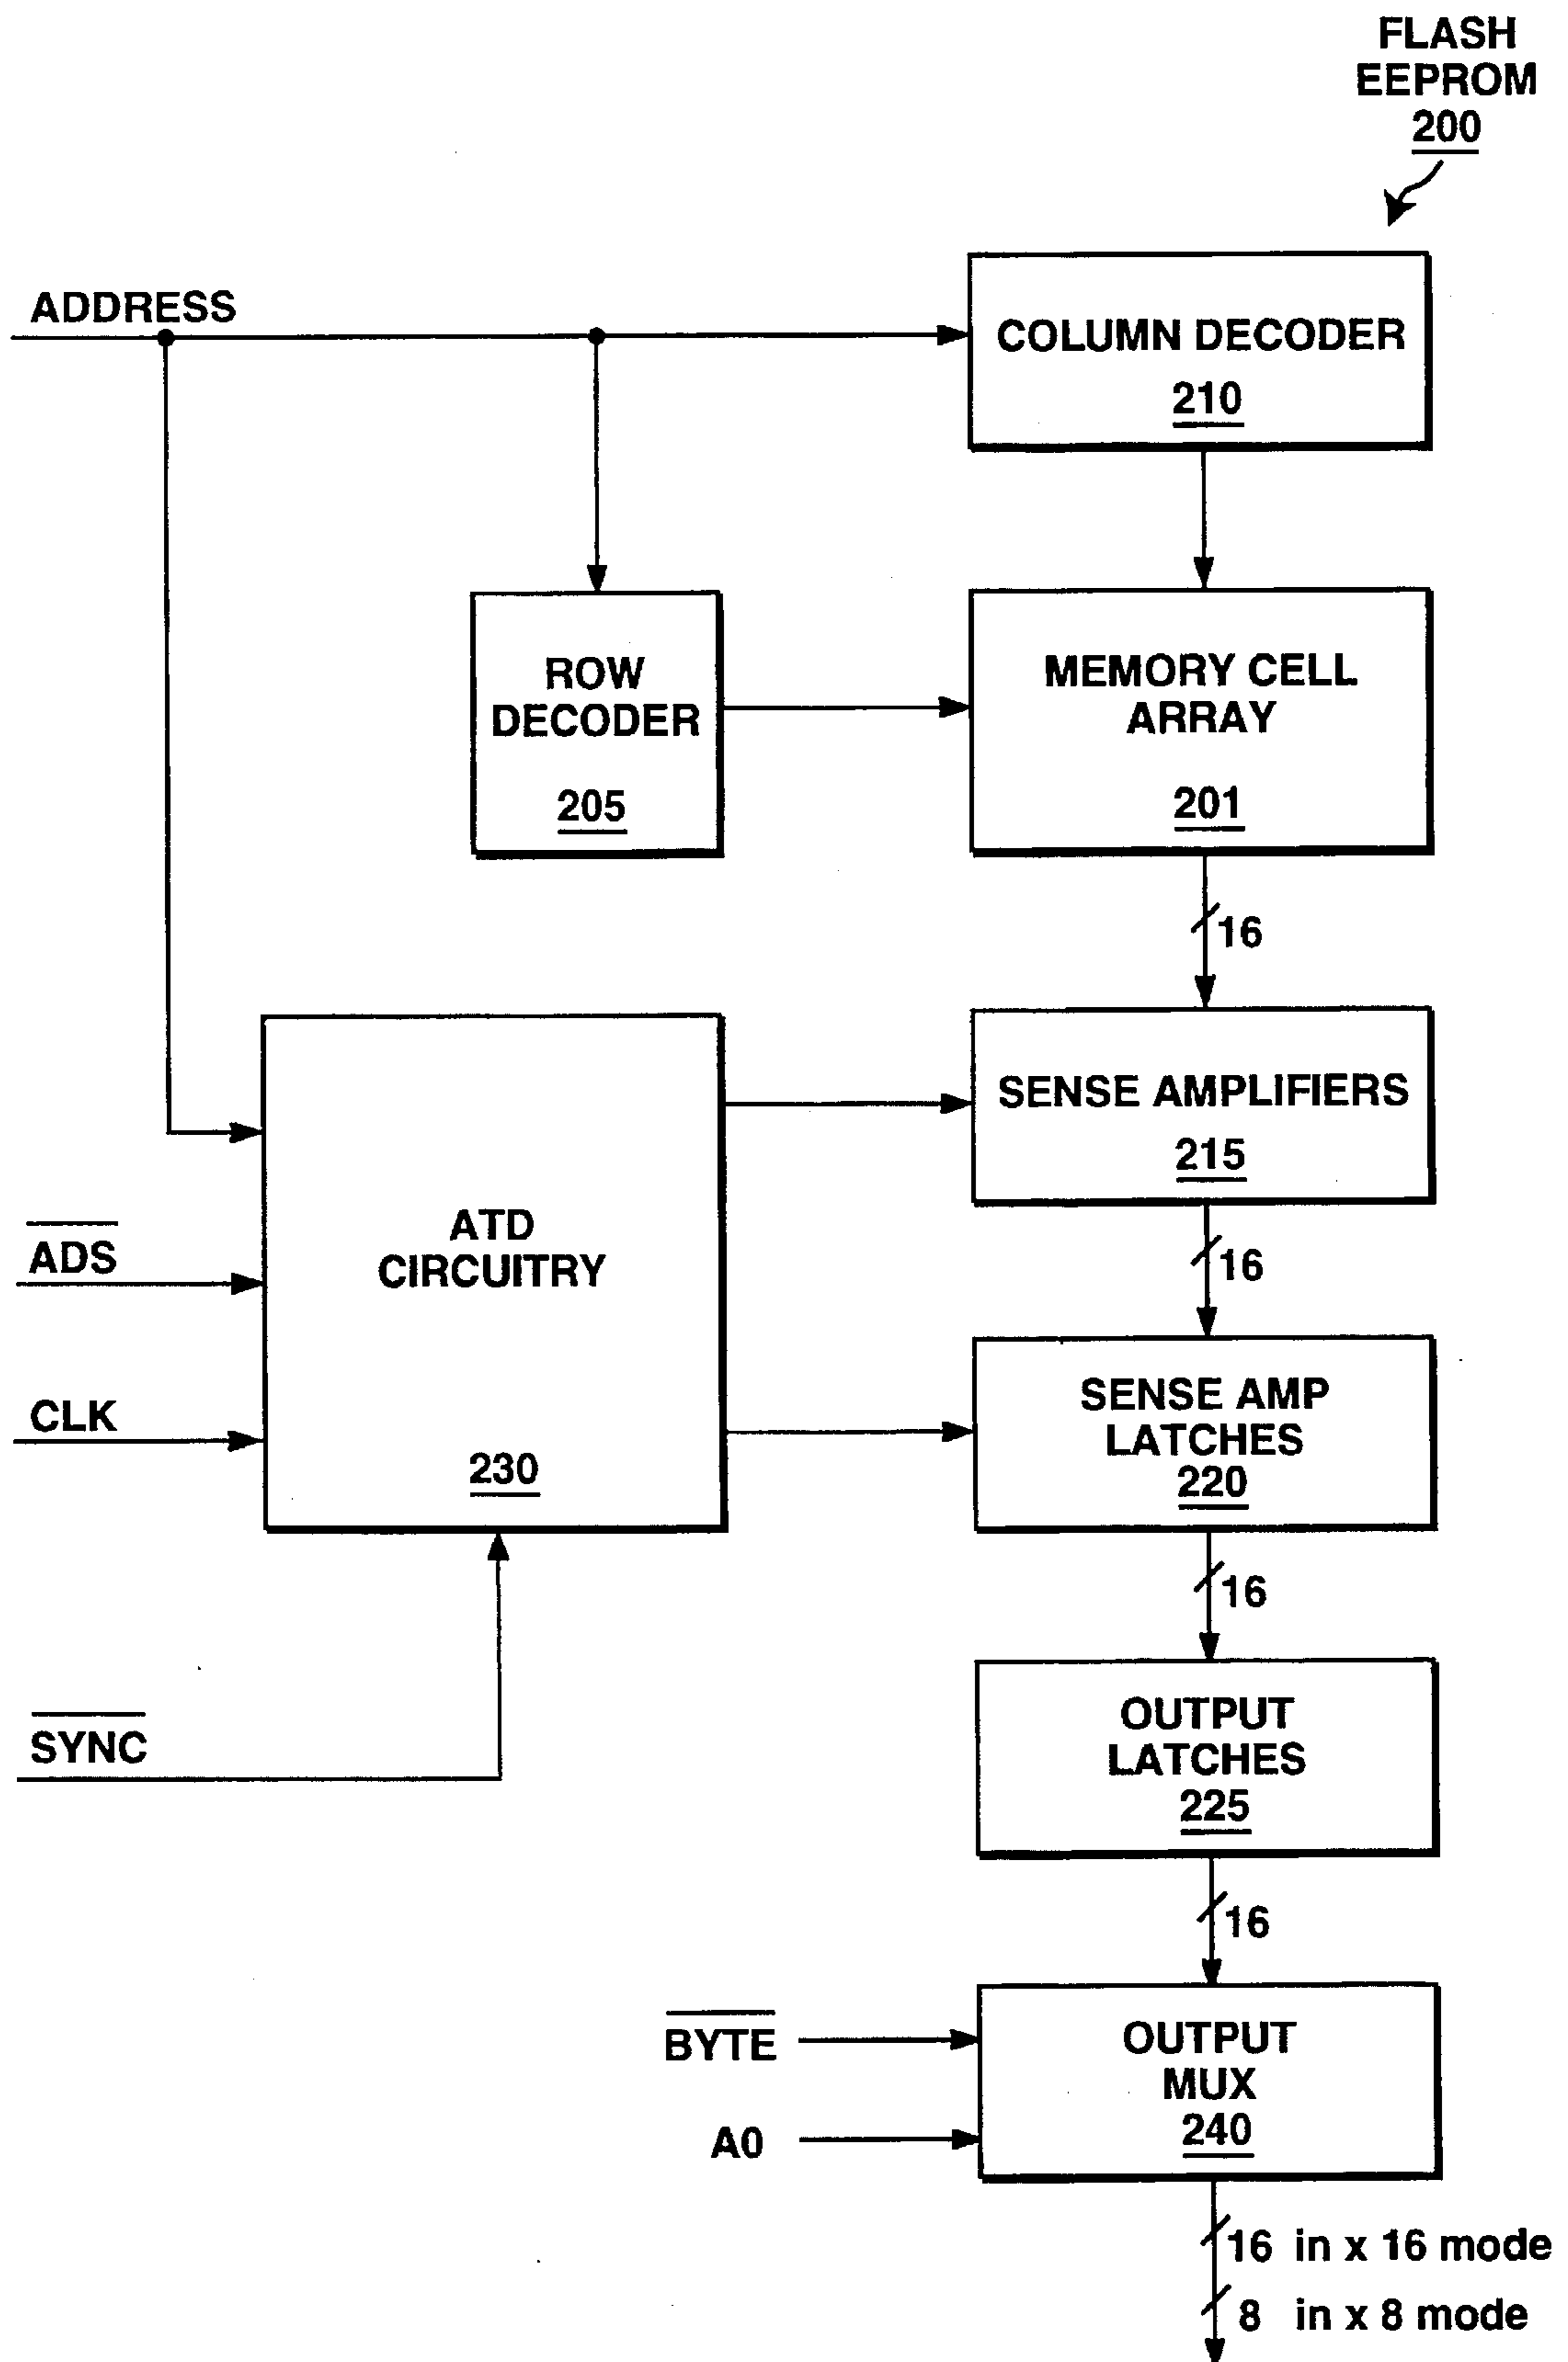 FLASH
EEPROM
200
ADDRESS
COLUMN DECODER
210
ROW
DECODER
205
MEMORY CELL
ARRAY
201
16
SENSE AMPLIFIERS
215
ATD
CIRCUITRY
230
ADS
CLK
SYNC
16
SENSE AMP
LATCHES
220
16
OUTPUT
LATCHES
225
16
BYTE
A0
OUTPUT
MUX
240
16 in x 16 mode
8 in x 8 mode